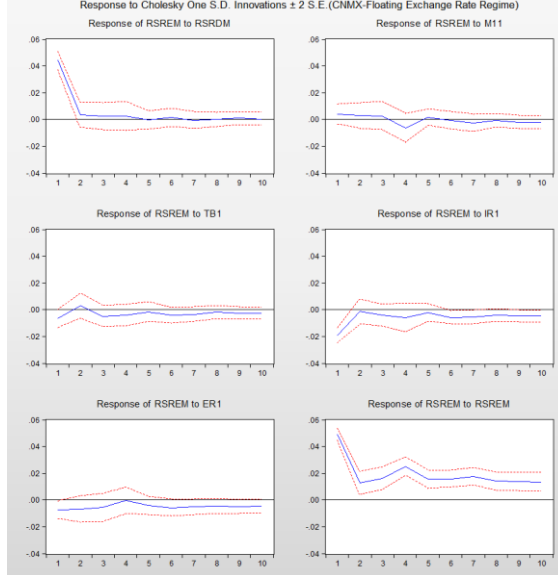 Response to Cholesky One S.D. Innovations ± 2 S.E.(CNMX-Floating Exchange Rate Regime)
Response of RSREM to RSRDM
Response of RSREM to M11
.06
.04
.02
.00
-.02
-.04
1 2 3 4 5 6 7 8 9 10
.06
.04
.02
.00
-.02
-.04
1 2 3 4 5 6 7 8 9 10
Response of RSREM to TB1
Response of RSREM to IR1
.06
.04
.02
.00
-.02
-.04
1 2 3 4 5 6 7 8 9 10
.06
.04
.02
.00
-.02
-.04
1 2 3 4 5 6 7 8 9 10
Response of RSREM to ER1
Response of RSREM to RSREM
.06
.04
.02
.00
-.02
-.04
1 2 3 4 5 6 7 8 9 10
.06
.04
.02
.00
-.02
-.04
1 2 3 4 5 6 7 8 9 10